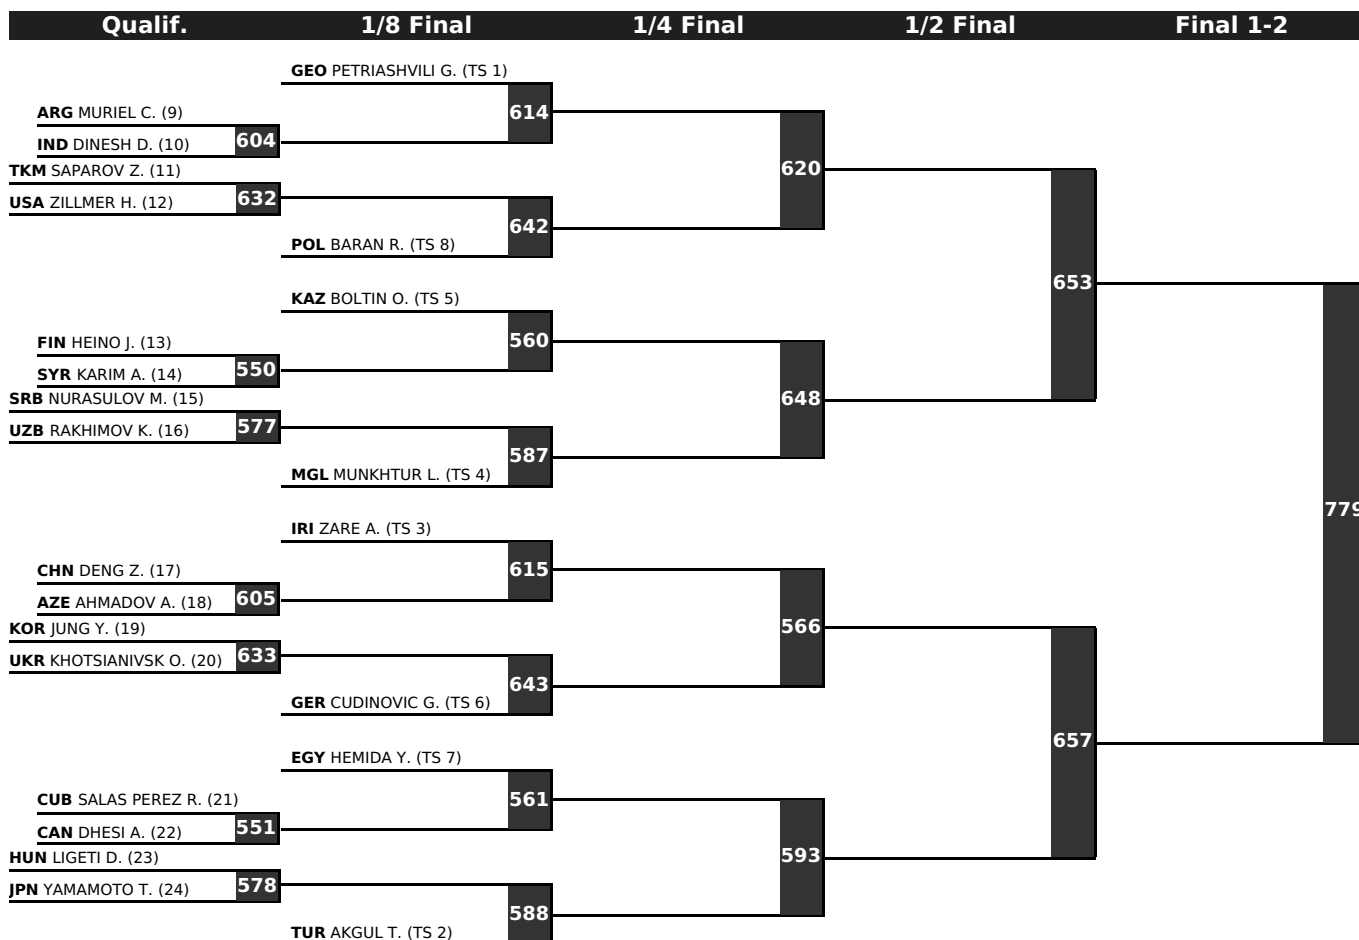 Qualif. 1/8 Final 1/4 Final 1/2 Final Final 1-2
GEO PETRIASHVILI G. (TS 1)
614
ARG MURIEL C. (9)
604
IND DINESH D. (10)
TKM SAPAROV Z. (11)
620
632
USA ZILLMER H. (12)
642
POL BARAN R. (TS 8)
653
KAZ BOLTIN O. (TS 5)
560
FIN HEINO J. (13)
550
SYR KARIM A. (14)
SRB NURASULOV M. (15)
648
577
UZB RAKHIMOV K. (16)
587
MGL MUNKHTUR L. (TS 4)
779
IRI ZARE A. (TS 3)
615
CHN DENG Z. (17)
605
AZE AHMADOV A. (18)
KOR JUNG Y. (19)
566
633
UKR KHOTSIANIVSK O. (20)
643
GER CUDINOVIC G. (TS 6)
657
EGY HEMIDA Y. (TS 7)
561
CUB SALAS PEREZ R. (21)
551
CAN DHESI A. (22)
HUN LIGETI D. (23)
593
578
JPN YAMAMOTO T. (24)
588
TUR AKGUL T. (TS 2)